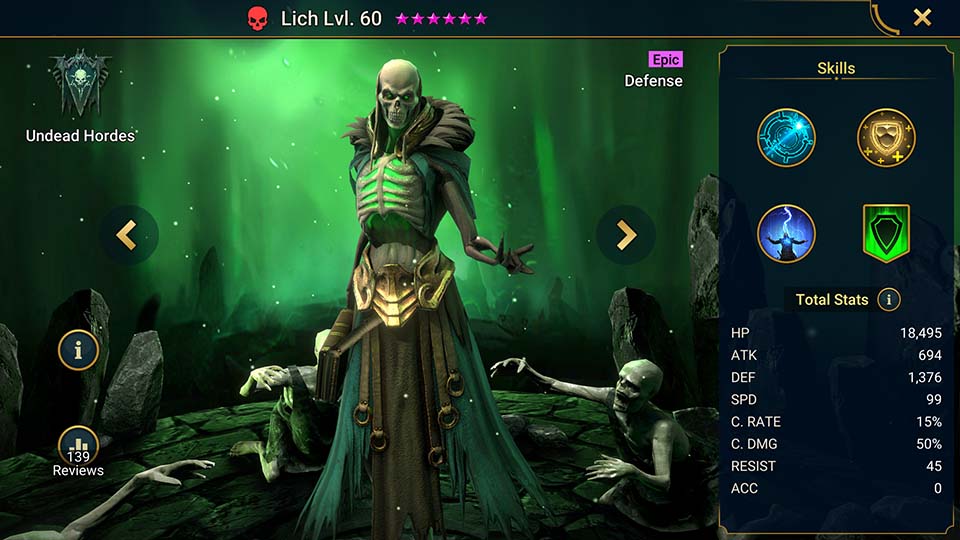 Lich Lvl. 60
Epic
Defense
Undead Hordes
139
Reviews
Skills
Total Stats i
HP 18,495
ATK 694
DEF 1,376
SPD 99
C. RATE 15%
C. DMG 50%
RESIST 45
ACC 0
i